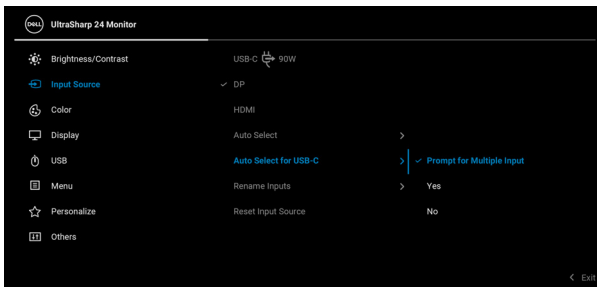 DELL UltraSharp 24 Monitor
Brightness/Contrast USB-C 90W
Input Source ✓ DP
Color HDMI
Display Auto Select >
USB Auto Select for USB-C > ✓ Prompt for Multiple Input
Menu Rename Inputs > Yes
Personalize Reset Input Source No
Others
< Exit